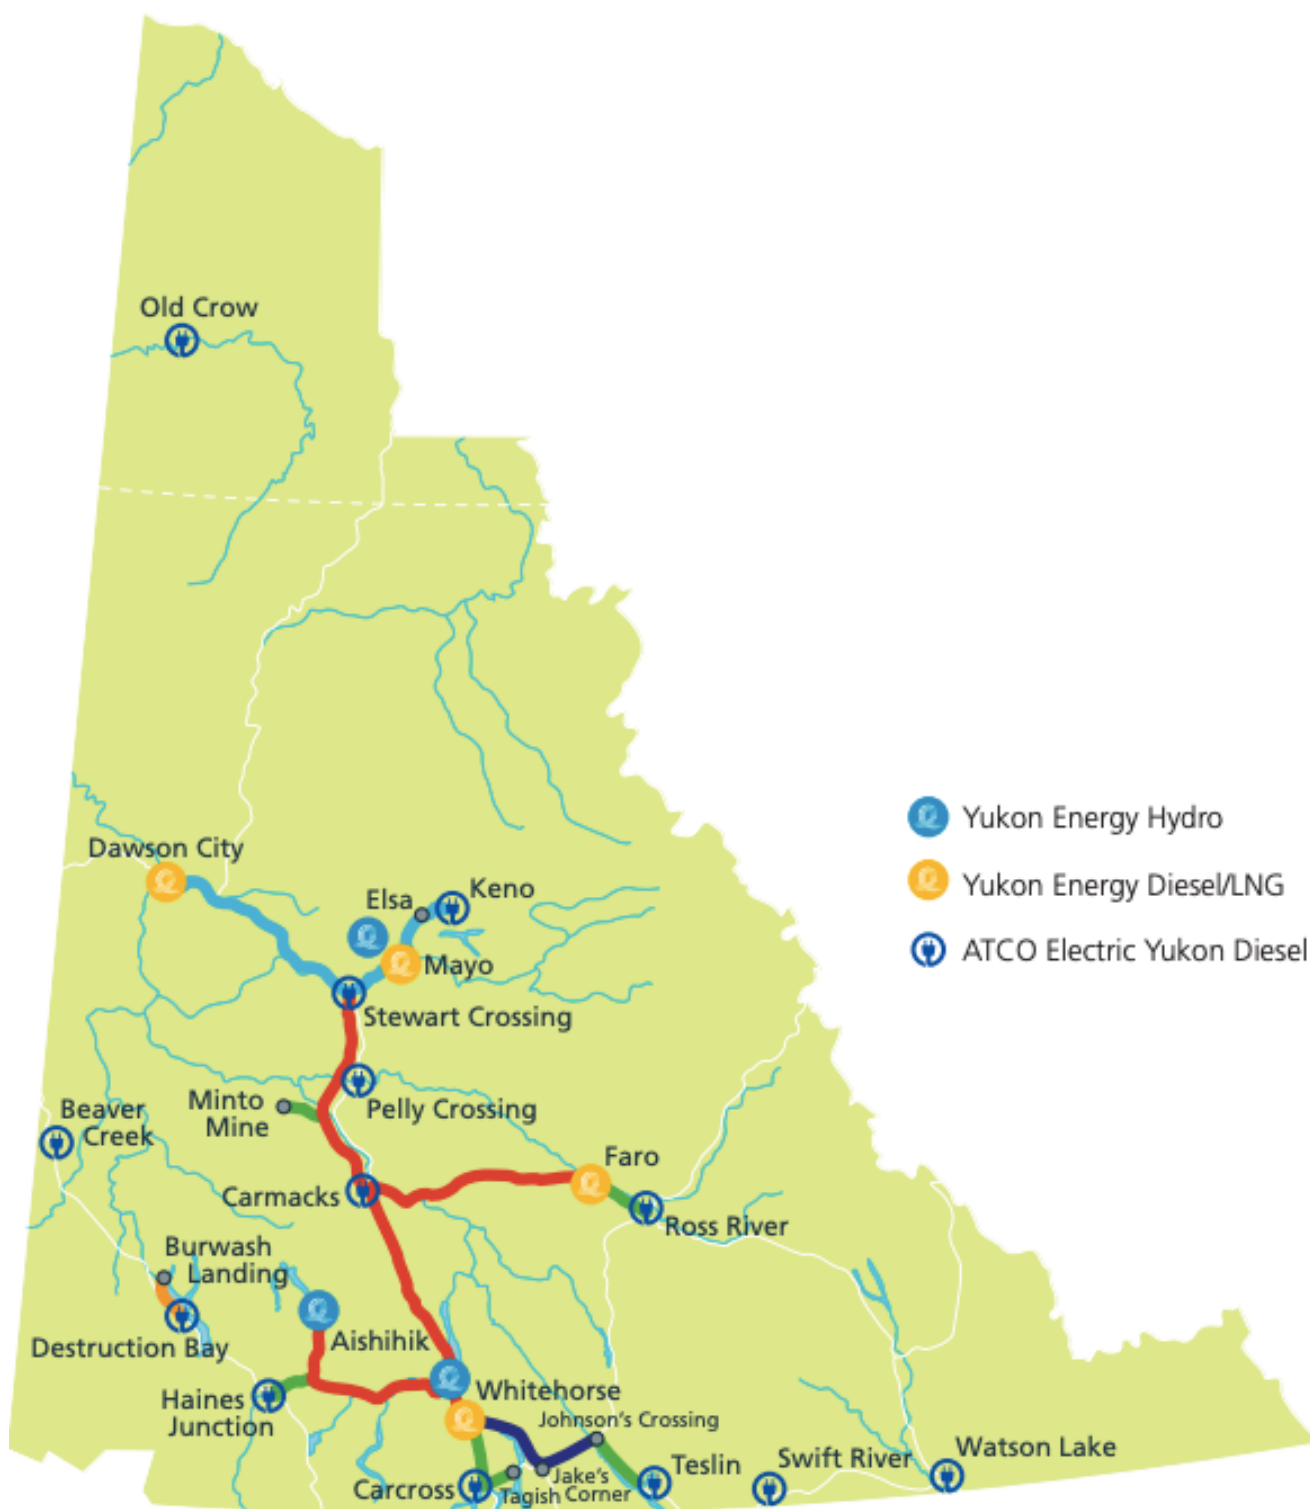 Old Crow
Dawson City
Elsa
Keno
Mayo
Stewart Crossing
Minto
Mine
Pelly Crossing
Beaver
Creek
Faro
Carmacks
Ross River
Burwash
Landing
Destruction Bay
Aishihik
Haines
Junction
Whitehorse
Johnson's Crossing
Carcross
Tagish
Jake's
Corner
Teslin
Swift River
Watson Lake
Yukon Energy Hydro
Yukon Energy Diesel/LNG
ATCO Electric Yukon Diesel